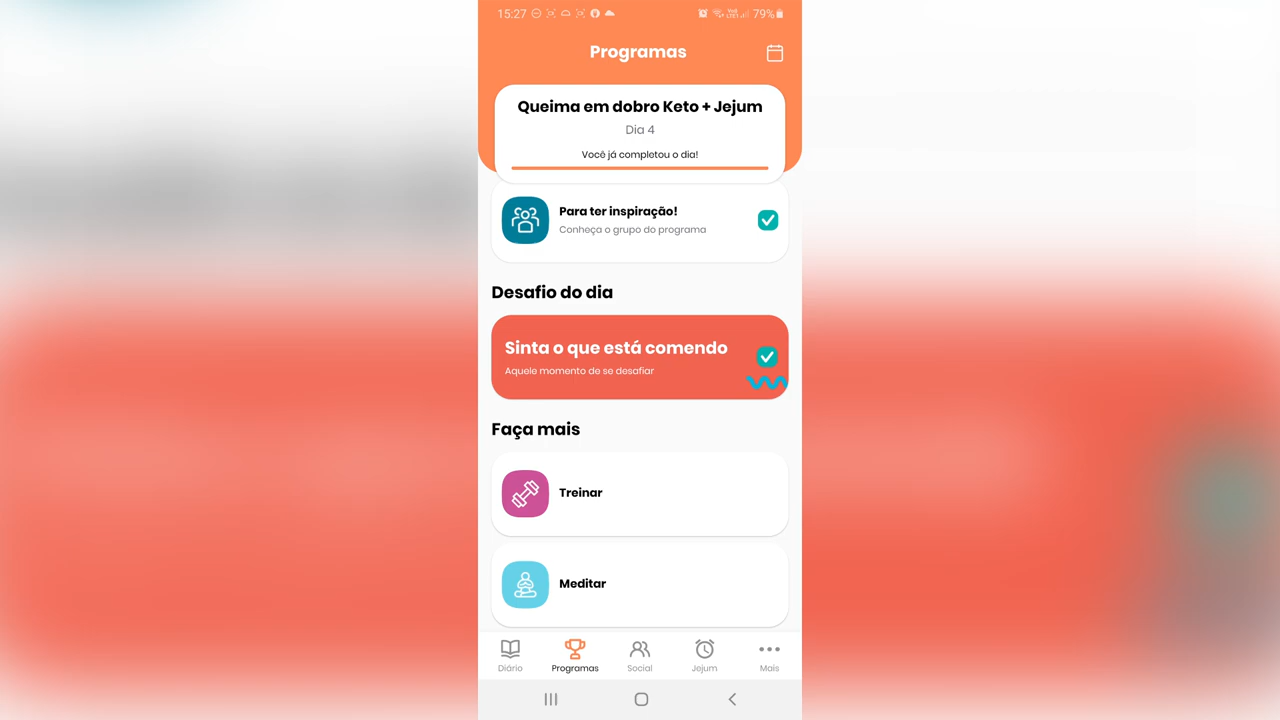 15:27
79%
Programas
Queima em dobro Keto + Jejum
Dia 4
Você já completou o dia!
Para ter inspiração!
Conheça o grupo do programa
Desafio do dia
Sinta o que está comendo
Aquele momento de se desafiar
Faça mais
Treinar
Meditar
Diário
Programas
Social
Jejum
Mais